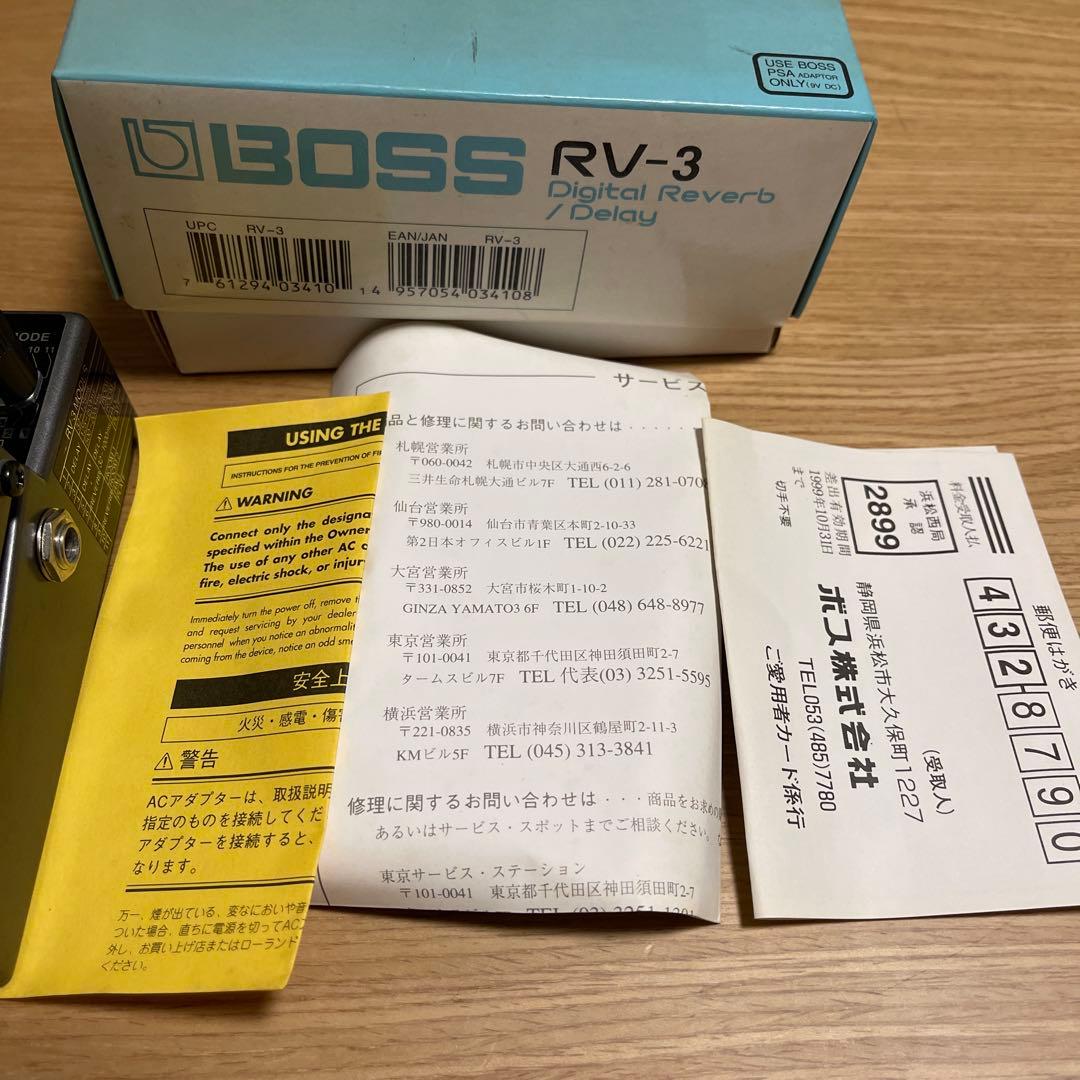 USE BOSS
PSA ADAPTOR
ONLY(9V DC)
BOSS
RV-3
Digital Reverb
/ Delay
UPC RV-3
7 61294 03410 1
EAN/JAN RV-3
4 957054 034108
MODE
10 11
USING THE
INSTRUCTIONS FOR THE PREVENTION OF FI
⚠ WARNING
Connect only the designa
specified within the Owner
The use of any other AC
fire, electric shock, or injur
Immediately turn the power off, remove
and request servicing by your dealer
personnel when you notice an abnormali
coming from the device, notice an odd sm
安全上
火災・感電・傷害
⚠ 警告
ACアダプターは、取扱説明
指定のものを接続してくだ
アダプターを接続すると、
なります。
万一、煙が出ている、変なにおいや音
ついた場合、直ちに電源を切ってAC
外し、お買い上げ店またはローランド
ください。
サービス
品と修理に関するお問い合わせは・・・・・
札幌営業所
〒060-0042 札幌市中央区大通西6-2-6
三井生命札幌大通ビル7F TEL (011) 281-070
仙台営業所
〒980-0014 仙台市青葉区本町2-10-33
第2日本オフィスビル1F TEL (022) 225-6221
大宮営業所
〒331-0852 大宮市桜木町1-10-2
GINZA YAMATO3 6F TEL (048) 648-8977
東京営業所
〒101-0041 東京都千代田区神田須田町2-7
タームスビル7F TEL 代表(03) 3251-5595
横浜営業所
〒221-0835 横浜市神奈川区鶴屋町2-11-3
KMビル5F TEL (045) 313-3841
修理に関するお問い合わせは・・・商品をお求めの
あるいはサービス・スポットまでご相談ください。
東京サービス・ステーション
〒101-0041 東京都千代田区神田須田町2-7
郵便はがき
4328790
料金受取人払
浜松西局
承認
2899
差出有効期間
1999年10月31日
まで
切手不要
(受取人)
静岡県浜松市大久保町1227
ボス株式会社
TEL053(485)7780
ご愛用者カード係行